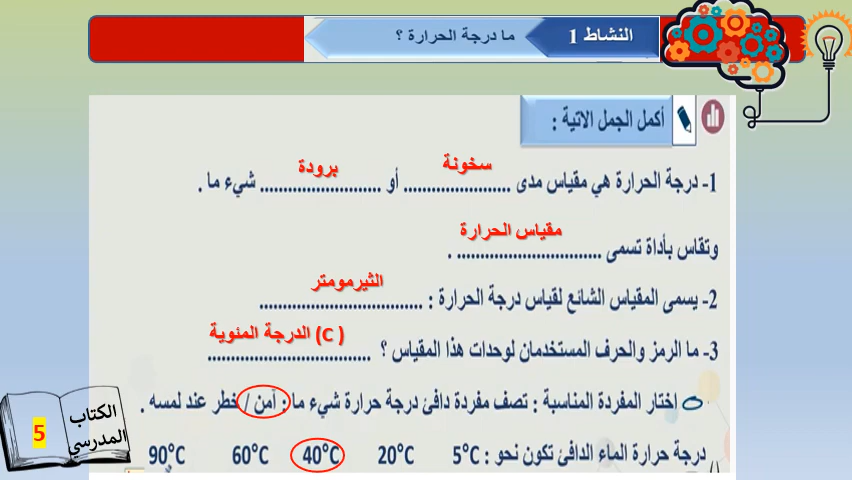 النشاط 1
ما درجة الحرارة ؟
أكمل الجمل الاتية :
1- درجة الحرارة هي مقياس مدى ........ سخونة ........ أو ........ برودة ........ شيء ما .
وتقاس بأداة تسمى ........ مقياس الحرارة ........ .
2- يسمى المقياس الشائع لقياس درجة الحرارة : ........ الثيرمومتر ........
3- ما الرمز والحرف المستخدمان لوحدات هذا المقياس ؟ ........ الدرجة المئوية (C ) ........
اختار المفردة المناسبة : تصف مفردة دافئ درجة حرارة شيء ما : آمن / خطر عند لمسه .
درجة حرارة الماء الدافئ تكون نحو : 5°C 20°C 40°C 60°C 90°C
الكتاب
المدرسي
5